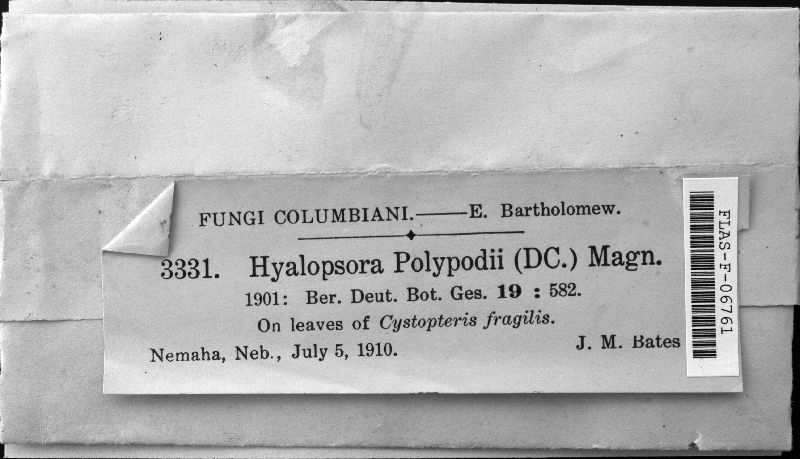 FUNGI COLUMBIANI.——E. Bartholomew.
3331. Hyalopsora Polypodii (DC.) Magn.
1901: Ber. Deut. Bot. Ges. 19 : 582.
On leaves of Cystopteris fragilis.
Nemaha, Neb., July 5, 1910. J. M. Bates
FLAS-F-06761